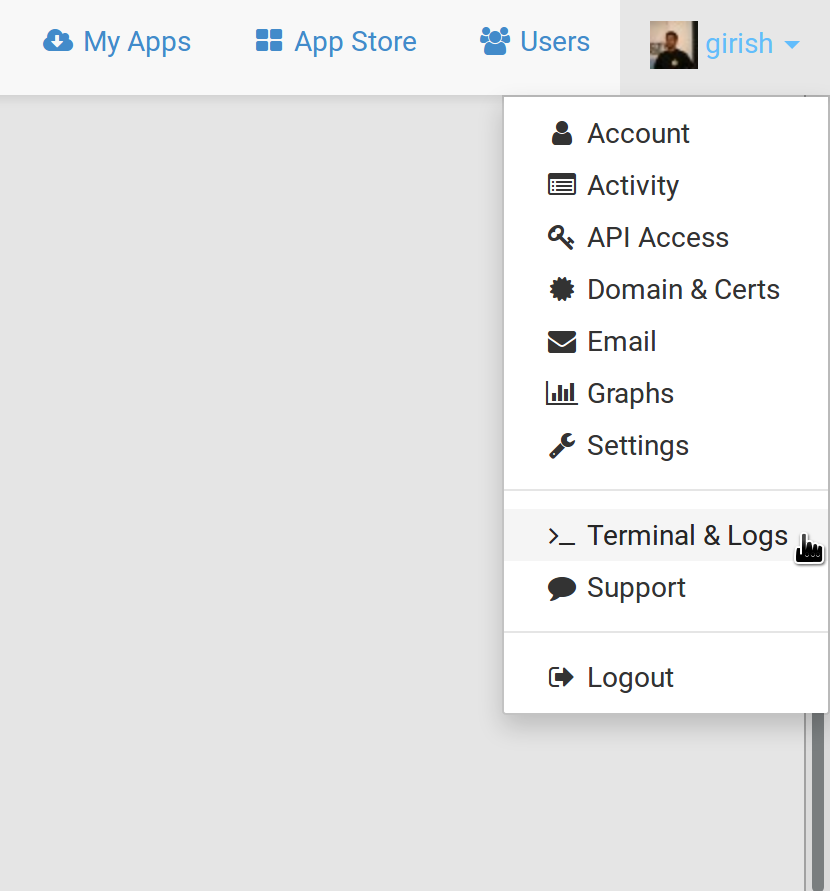 My Apps App Store Users girish
Account
Activity
API Access
Domain & Certs
Email
Graphs
Settings
Terminal & Logs
Support
Logout